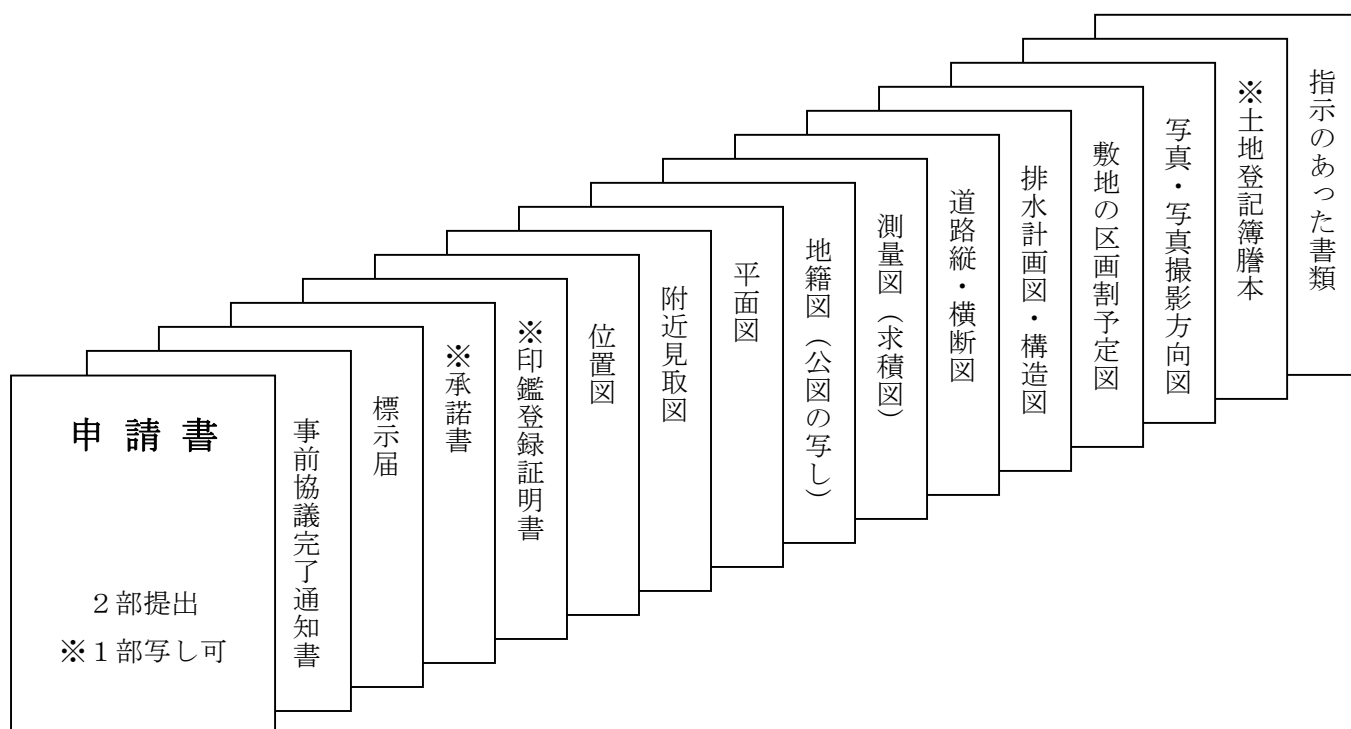 申請書
２部提出
※１部写し可
事前協議完了通知書
標示届
※承諾書
※印鑑登録証明書
位置図
附近見取図
平面図
地籍図（公図の写し）
測量図（求積図）
道路縦・横断図
排水計画図・構造図
敷地の区画割予定図
写真・写真撮影方向図
※土地登記簿謄本
指示のあった書類